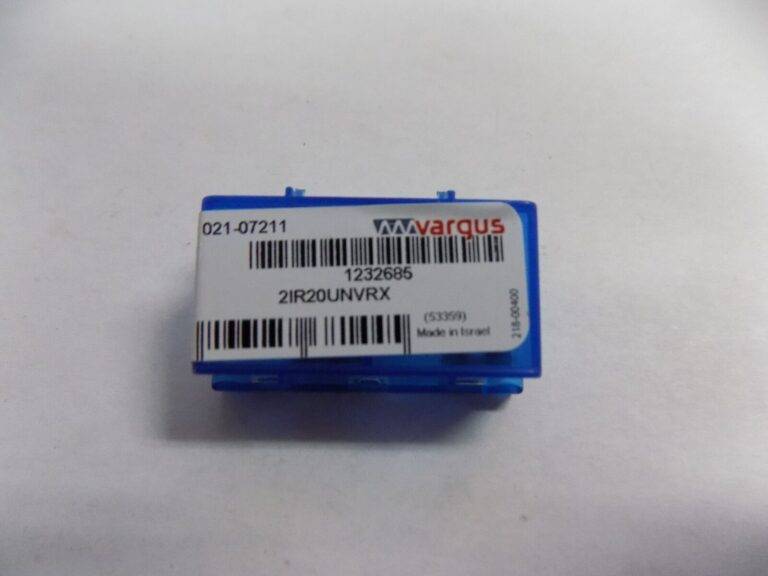 021-07211 vargus
1232685
2IR20UNVRX
(53359)
Made in Israel
218-00400